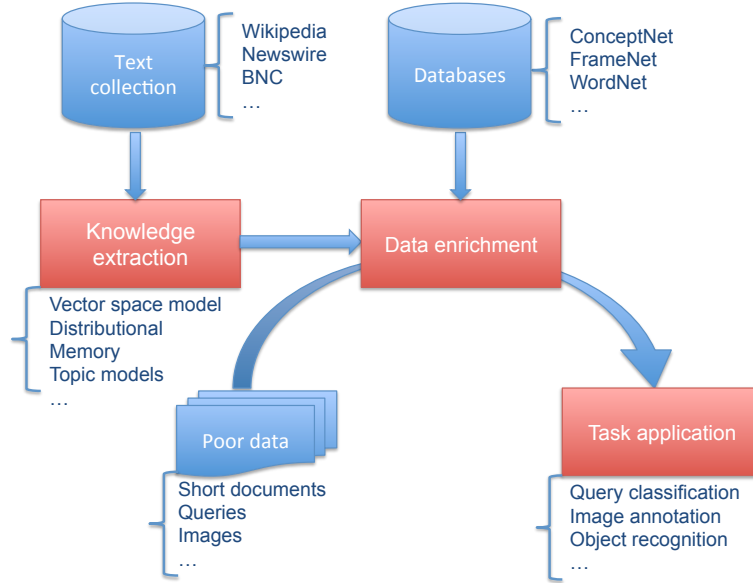 Text
collection
Wikipedia
Newswire
BNC
…
Databases
ConceptNet
FrameNet
WordNet
…
Knowledge
extraction
Data enrichment
Vector space model
Distributional
Memory
Topic models
…
Poor data
Short documents
Queries
Images
…
Task application
Query classification
Image annotation
Object recognition
…